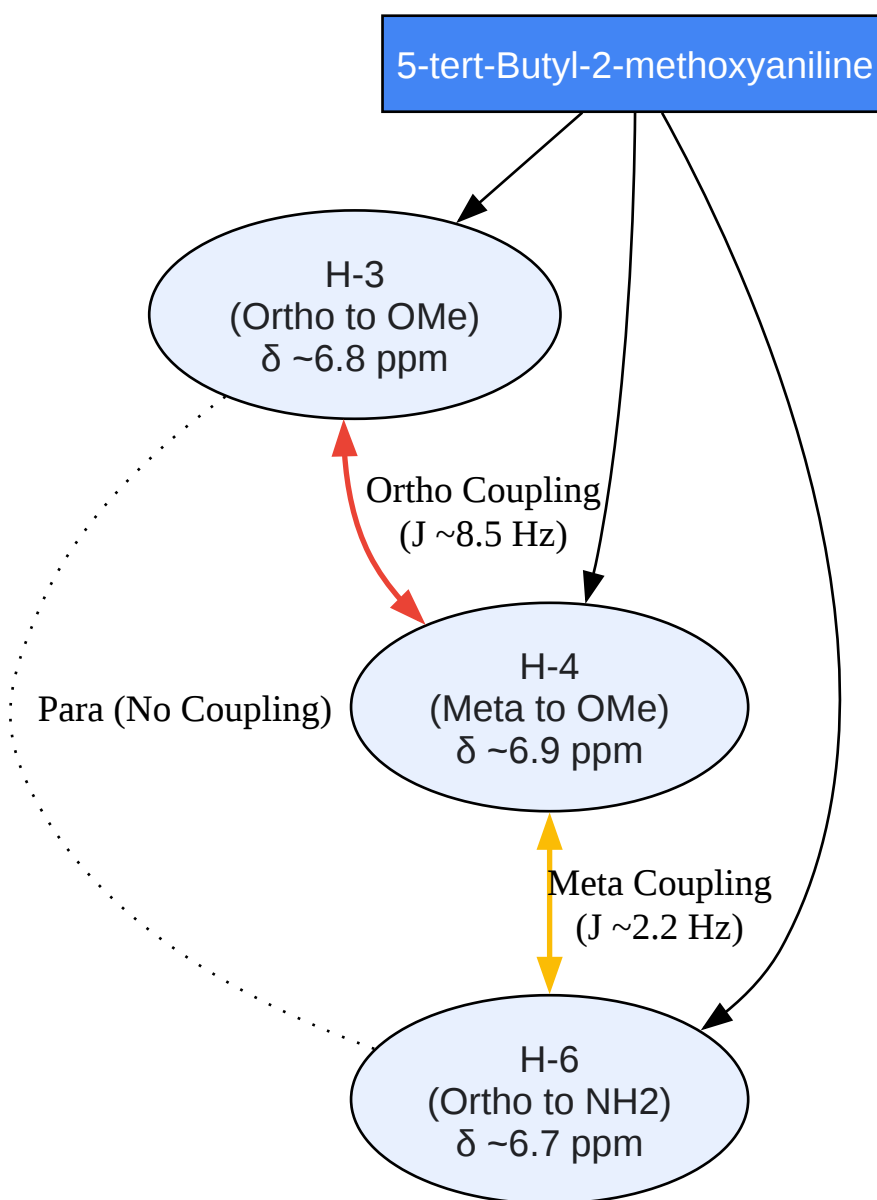 5-tert-Butyl-2-methoxyaniline
H-3
(Ortho to OMe)
δ ~6.8 ppm
Ortho Coupling
(J ~8.5 Hz)
H-4
(Meta to OMe)
δ ~6.9 ppm
Para (No Coupling)
Meta Coupling
(J ~2.2 Hz)
H-6
(Ortho to NH2)
δ ~6.7 ppm